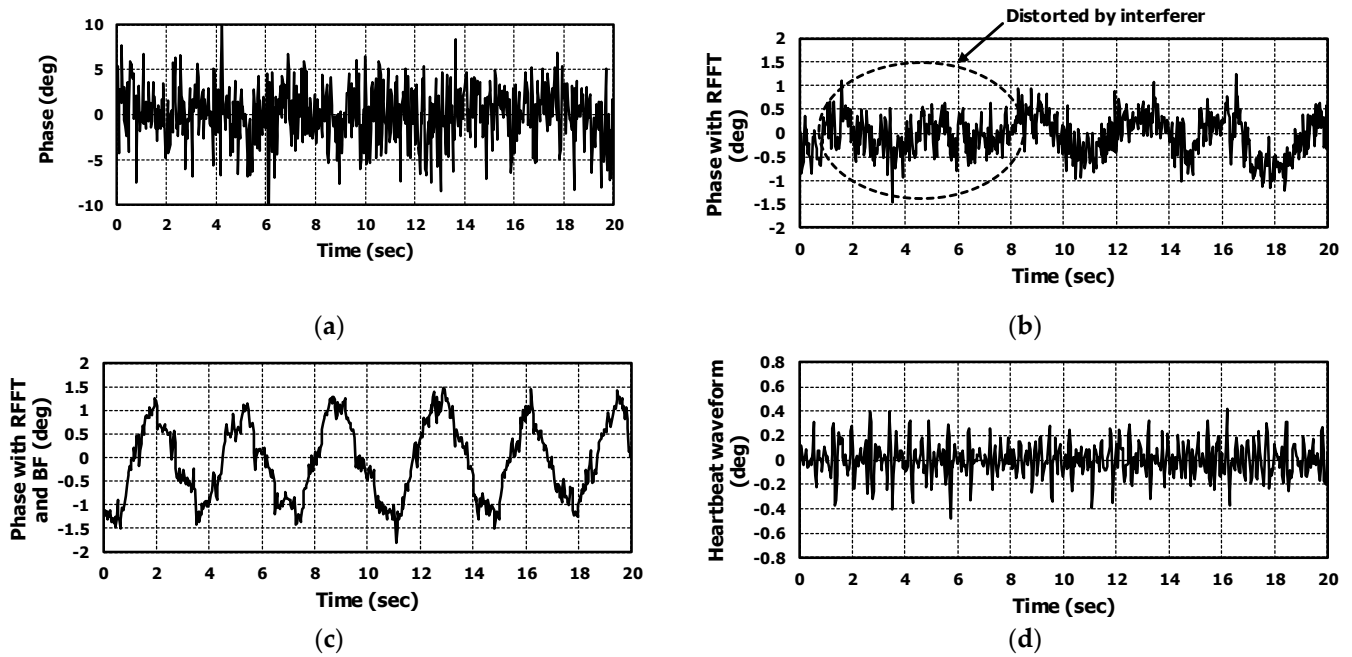 10
5
0
-5
-10
Phase (deg)
0 2 4 6 8 10 12 14 16 18 20
Time (sec)
(a)
Distorted by interferer
2
1.5
1
0.5
0
-0.5
-1
-1.5
-2
Phase with RFFT
(deg)
0 2 4 6 8 10 12 14 16 18 20
Time (sec)
(b)
2
1.5
1
0.5
0
-0.5
-1
-1.5
-2
Phase with RFFT
and BF (deg)
0 2 4 6 8 10 12 14 16 18 20
Time (sec)
(c)
0.8
0.6
0.4
0.2
0
-0.2
-0.4
-0.6
-0.8
Heartbeat waveform
(deg)
0 2 4 6 8 10 12 14 16 18 20
Time (sec)
(d)